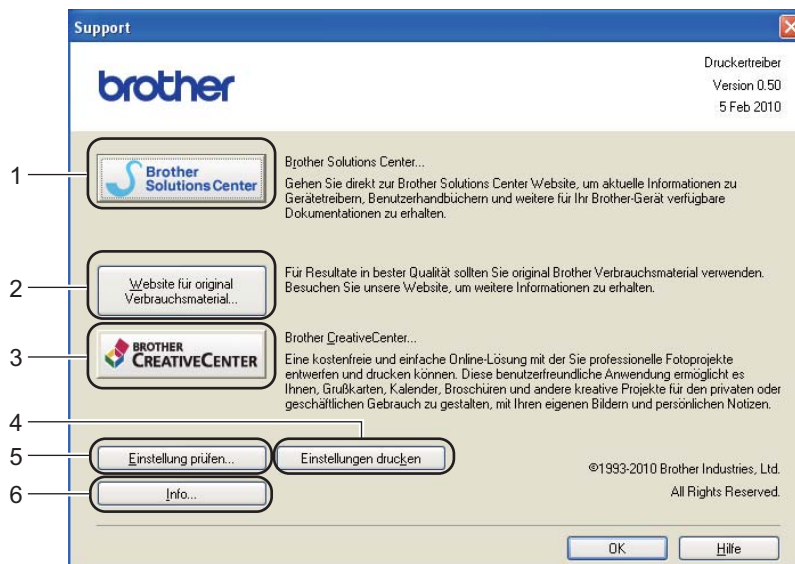 Support
brother
Druckertreiber
Version 0.50
5 Feb 2010
1
Brother
Solutions Center
Brother Solutions Center...
Gehen Sie direkt zur Brother Solutions Center Website, um aktuelle Informationen zu
Gerätetreibern, Benutzerhandbüchern und weitere für Ihr Brother-Gerät verfügbare
Dokumentationen zu erhalten.
2
Website für original
Verbrauchsmaterial...
Für Resultate in bester Qualität sollten Sie original Brother Verbrauchsmaterial verwenden.
Besuchen Sie unsere Website, um weitere Informationen zu erhalten.
3
BROTHER
CREATIVECENTER
Brother CreativeCenter...
Eine kostenfreie und einfache Online-Lösung mit der Sie professionelle Fotoprojekte
entwerfen und drucken können. Diese benutzerfreundliche Anwendung ermöglicht es
Ihnen, Grußkarten, Kalender, Broschüren und andere kreative Projekte für den privaten oder
geschäftlichen Gebrauch zu gestalten, mit Ihren eigenen Bildern und persönlichen Notizen.
4
5
Einstellung prüfen...
Einstellungen drucken
©1993-2010 Brother Industries, Ltd.
6
Info...
All Rights Reserved.
OK
Hilfe